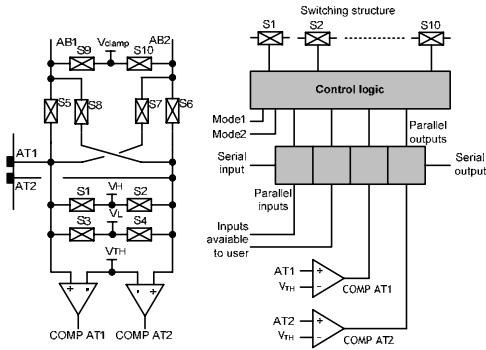 AB1
AB2
S9
Vclamp
S10
S5
S8
S7
S6
AT1
AT2
S1
VH
S2
S3
VL
S4
VTH
+ -
- +
COMP AT1
COMP AT2
Switching structure
S1
S2
S10
Control logic
Mode1
Mode2
Parallel outputs
Serial input
Serial output
Parallel inputs
Inputs avaiable to user
AT1 +
VTH -
COMP AT1
AT2 +
VTH -
COMP AT2